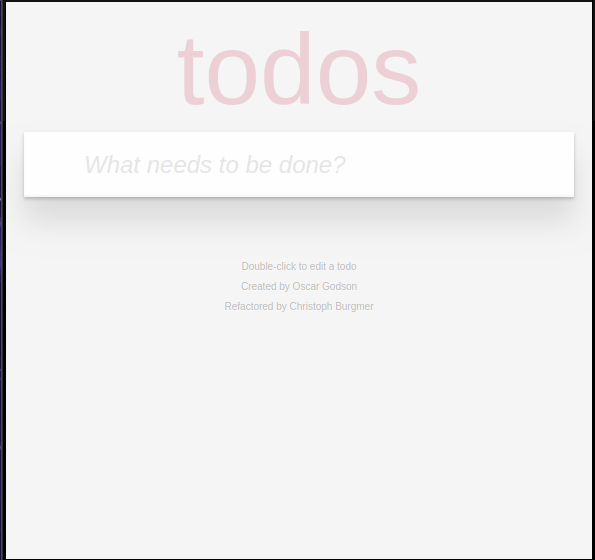 todos
What needs to be done?
Double-click to edit a todo
Created by Oscar Godson
Refactored by Christoph Burgmer